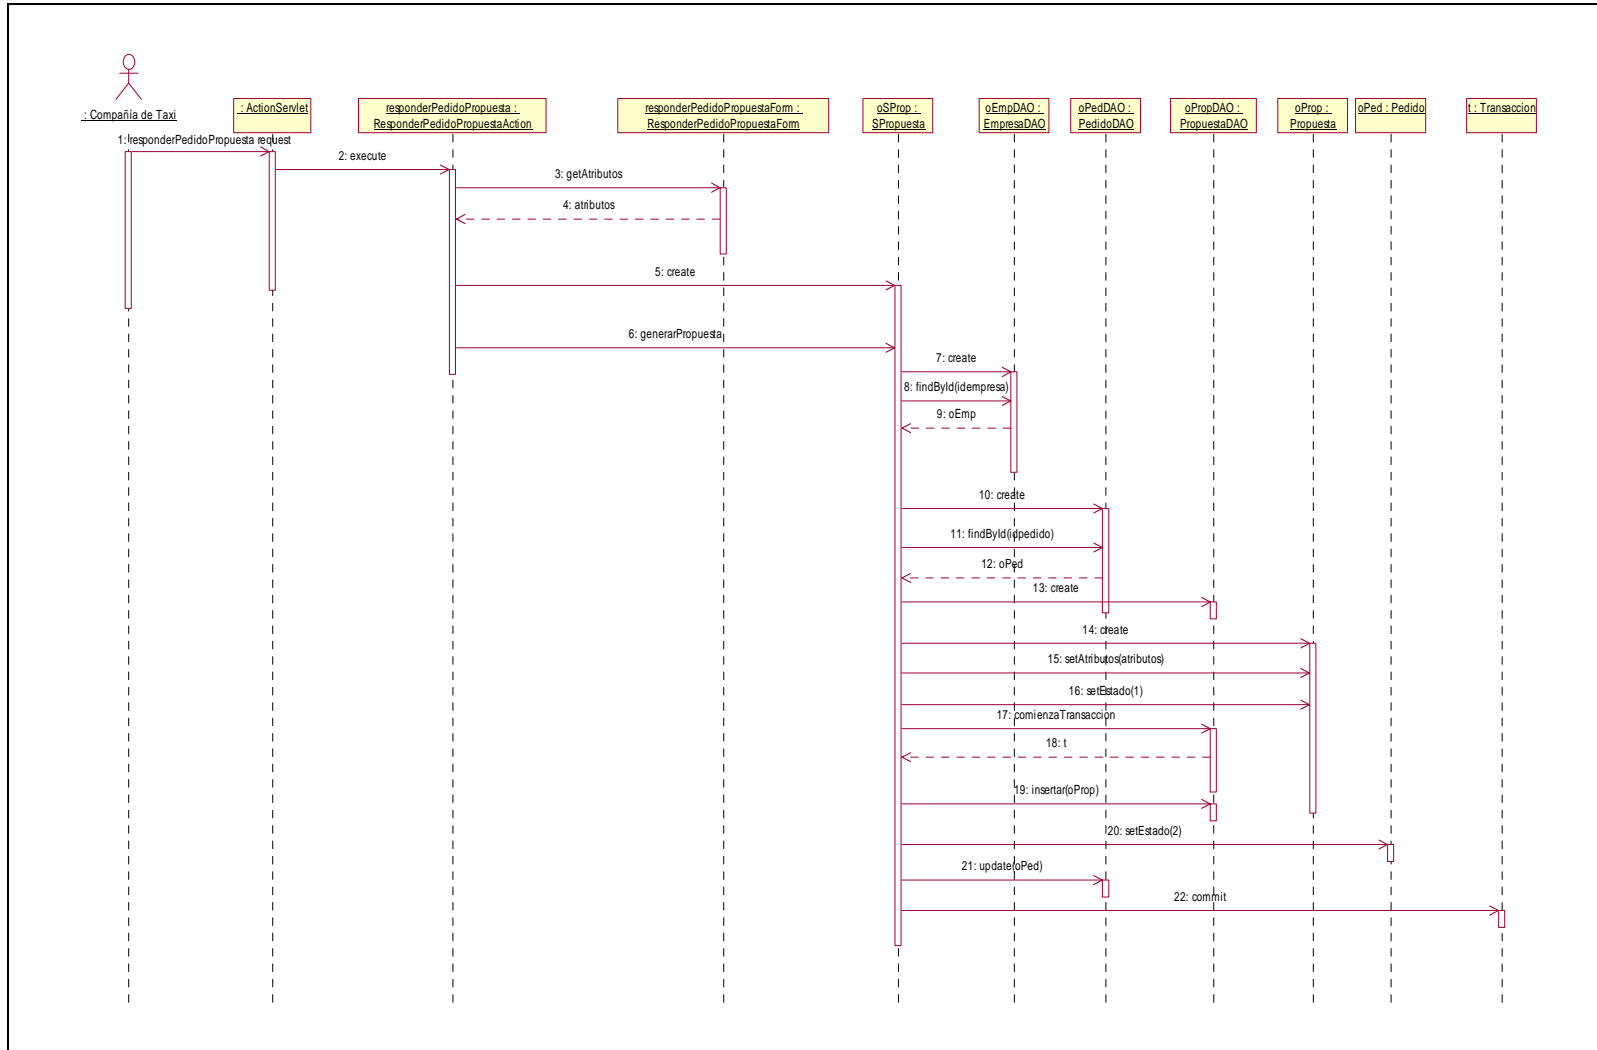 : Compañía de Taxi
: ActionServlet
responderPedidoPropuesta :
ResponderPedidoPropuestaAction
responderPedidoPropuestaForm :
ResponderPedidoPropuestaForm
oSProp :
SPropuesta
oEmpDAO :
EmpresaDAO
oPedDAO :
PedidoDAO
oPropDAO :
PropuestaDAO
oProp :
Propuesta
oPed : Pedido
t : Transaccion
1: responderPedidoPropuesta request
2: execute
3: getAtributos
4: atributos
5: create
6: generarPropuesta
7: create
8: findById(idempresa)
9: oEmp
10: create
11: findById(idpedido)
12: oPed
13: create
14: create
15: setAtributos(atributos)
16: setEstado(1)
17: comienzaTransaccion
18: t
19: insertar(oProp)
20: setEstado(2)
21: update(oPed)
22: commit